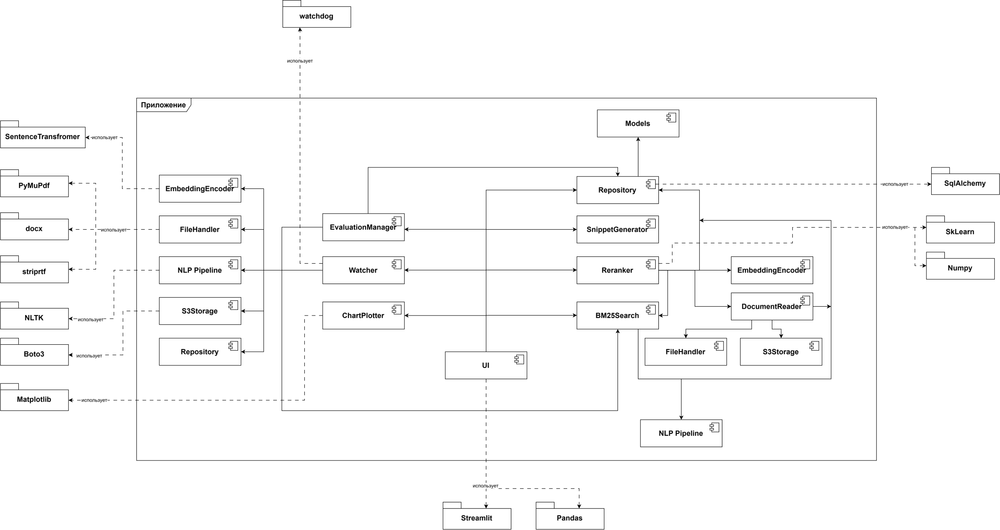 watchdog
использует
Приложение
Models
SentenceTransfromer
использует
PyMuPdf
EmbeddingEncoder
Repository
использует
SqlAlchemy
docx
использует
FileHandler
EvaluationManager
SnippetGenerator
использует
SkLearn
striprtf
NLP Pipeline
Watcher
Reranker
EmbeddingEncoder
Numpy
NLTK
использует
S3Storage
ChartPlotter
BM25Search
DocumentReader
Boto3
использует
Repository
UI
FileHandler
S3Storage
Matplotlib
использует
NLP Pipeline
использует
Streamlit
Pandas